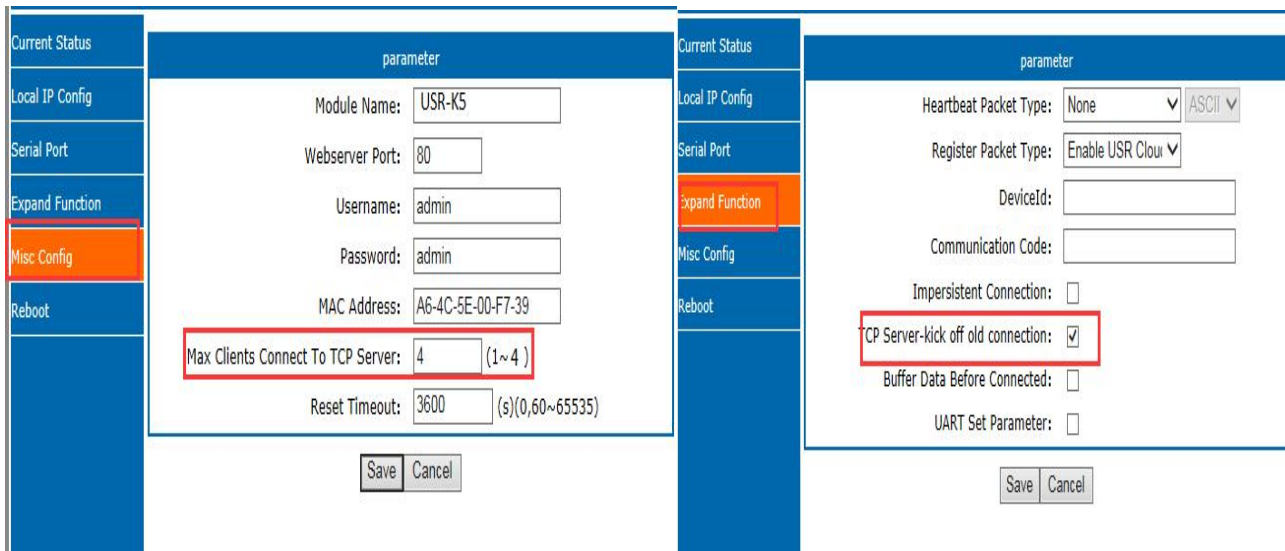 Current Status
Local IP Config
Serial Port
Expand Function
Misc Config
Reboot
parameter
Module Name: USR-K5
Webserver Port: 80
Username: admin
Password: admin
MAC Address: A6-4C-5E-00-F7-39
Max Clients Connect To TCP Server: 4 (1~4 )
Reset Timeout: 3600 (s)(0,60~65535)
Save Cancel
Current Status
Local IP Config
Serial Port
Expand Function
Misc Config
Reboot
parameter
Heartbeat Packet Type: None ASCII
Register Packet Type: Enable USR Clou
DeviceId:
Communication Code:
Impersistent Connection:
TCP Server-kick off old connection:
Buffer Data Before Connected:
UART Set Parameter:
Save Cancel